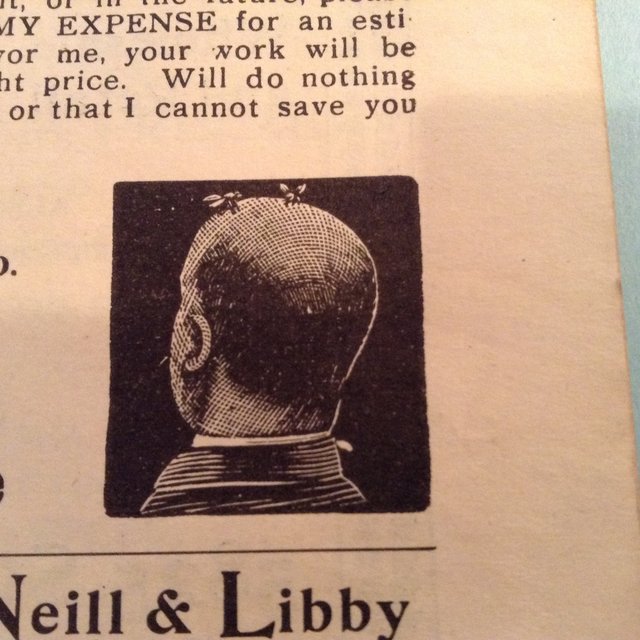 MY EXPENSE for an esti-
vor me, your work will be
ht price. Will do nothing
or that I cannot save you
o.
e
Neill & Libby